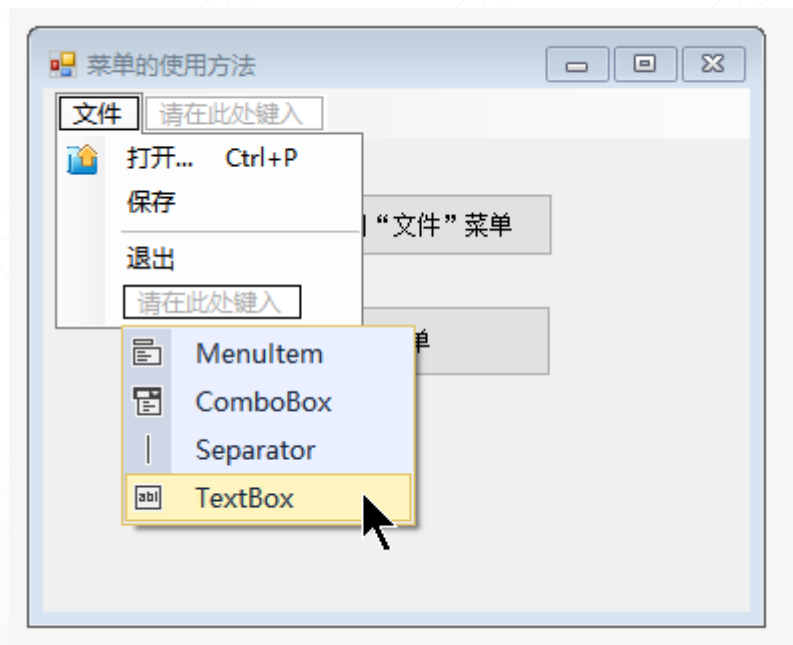 菜单的使用方法
文件 请在此处键入
打开... Ctrl+P
保存
“文件”菜单
退出
请在此处键入
单
MenuItem
ComboBox
Separator
abl TextBox